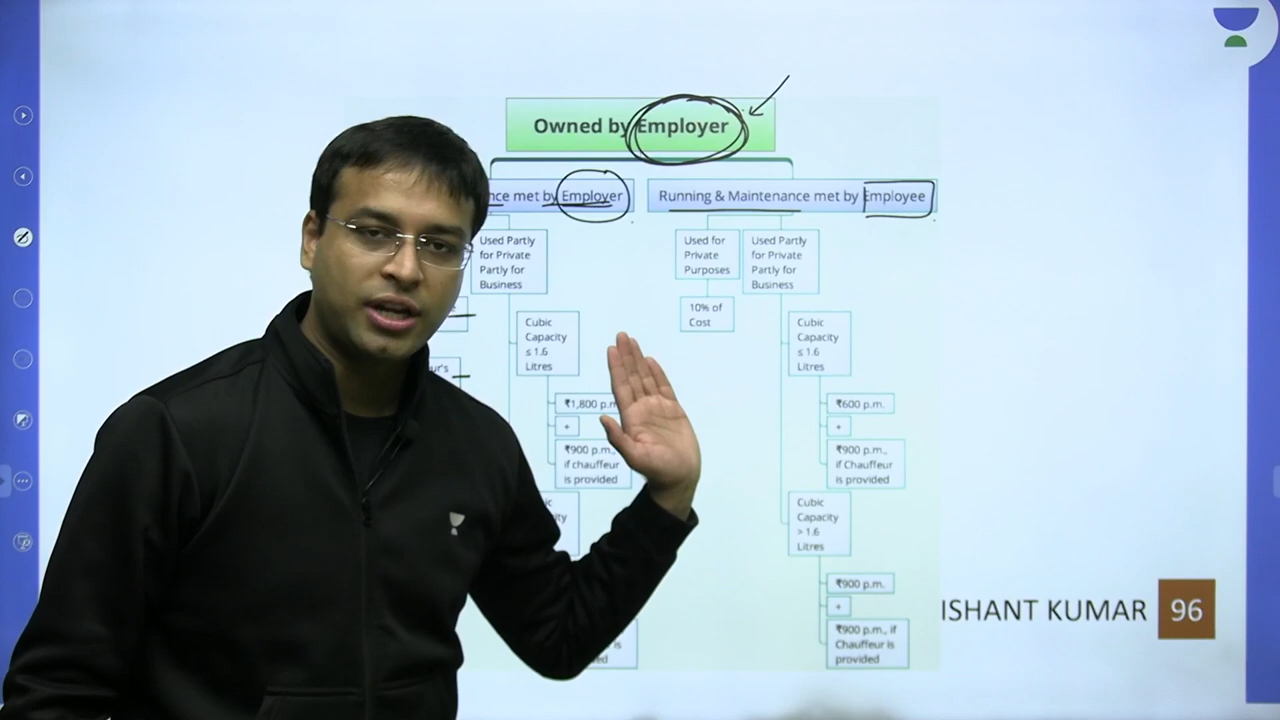 Owned by Employer
met by Employer
Running & Maintenance met by Employee
Used Partly
for Private
Partly for
Business
Cubic
Capacity
≤ 1.6
Litres
₹1,800
+
₹900 p.m.,
if chauffeur
is provided
Used for
Private
Purposes
10% of
Cost
Used Partly
for Private
Partly for
Business
Cubic
Capacity
≤ 1.6
Litres
₹600 p.m.
+
₹900 p.m.,
if Chauffeur
is provided
Cubic
Capacity
> 1.6
Litres
₹900 p.m.
+
₹900 p.m., if
Chauffeur is
provided
ISHANT KUMAR 96